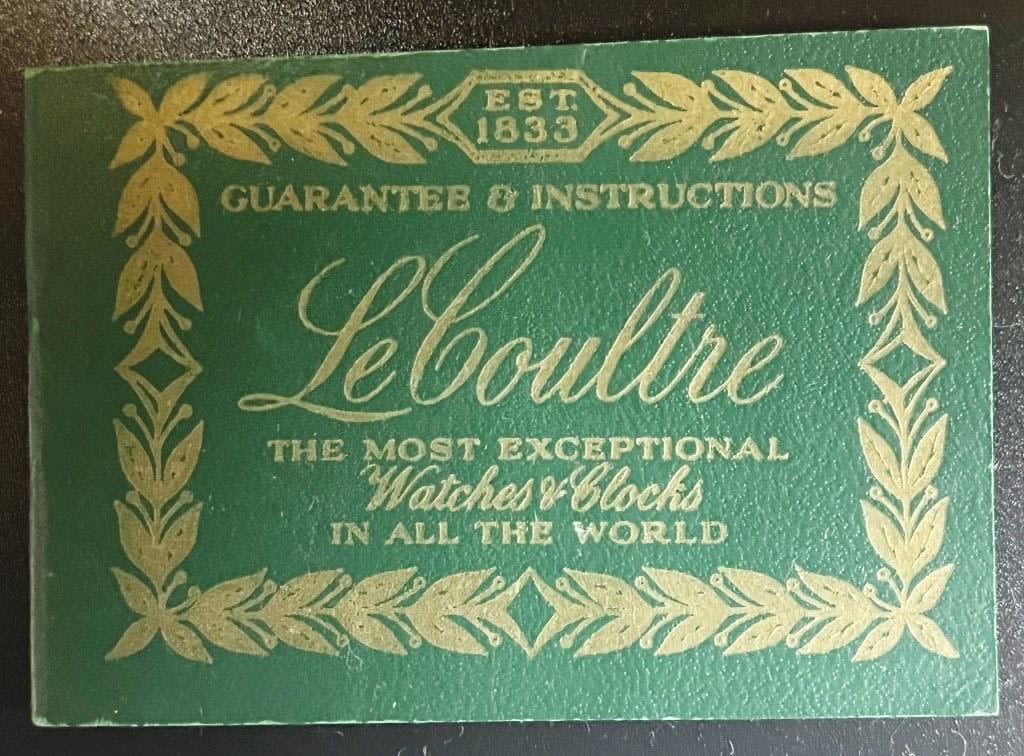 EST.
1833
GUARANTEE & INSTRUCTIONS
LeCoultre
THE MOST EXCEPTIONAL
Watches & Clocks
IN ALL THE WORLD